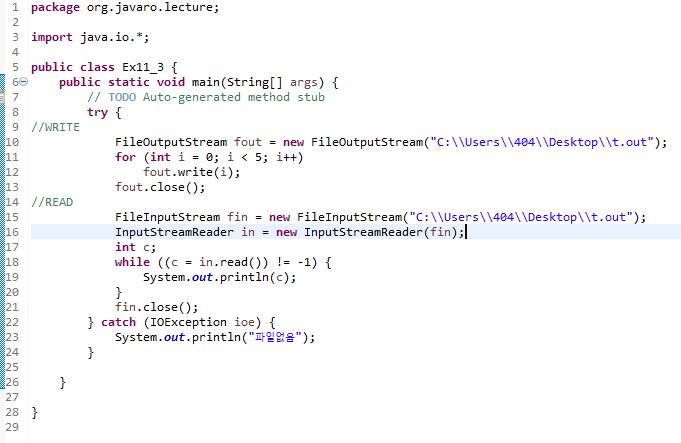 1 package org.javaro.lecture;
2
3 import java.io.*;
4
5 public class Ex11_3 {
6     public static void main(String[] args) {
7         // TODO Auto-generated method stub
8         try {
9 //WRITE
10             FileOutputStream fout = new FileOutputStream("C:\\Users\\404\\Desktop\\t.out");
11             for (int i = 0; i < 5; i++)
12                 fout.write(i);
13             fout.close();
14 //READ
15             FileInputStream fin = new FileInputStream("C:\\Users\\404\\Desktop\\t.out");
16             InputStreamReader in = new InputStreamReader(fin);
17             int c;
18             while ((c = in.read()) != -1) {
19                 System.out.println(c);
20             }
21             fin.close();
22         } catch (IOException ioe) {
23             System.out.println("파일없음");
24         }
25
26     }
27
28 }
29